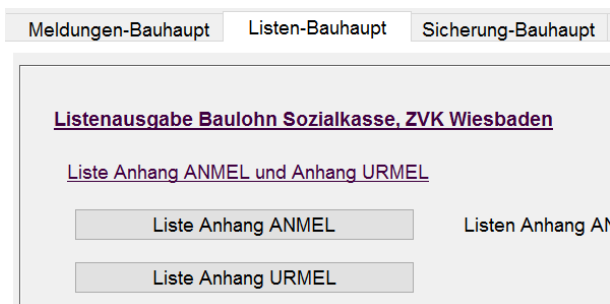 Meldungen-Bauhaupt Listen-Bauhaupt Sicherung-Bauhaupt
Listenausgabe Baulohn Sozialkasse, ZVK Wiesbaden
Liste Anhang ANMEL und Anhang URMEL
Liste Anhang ANMEL Listen Anhang
Liste Anhang URMEL